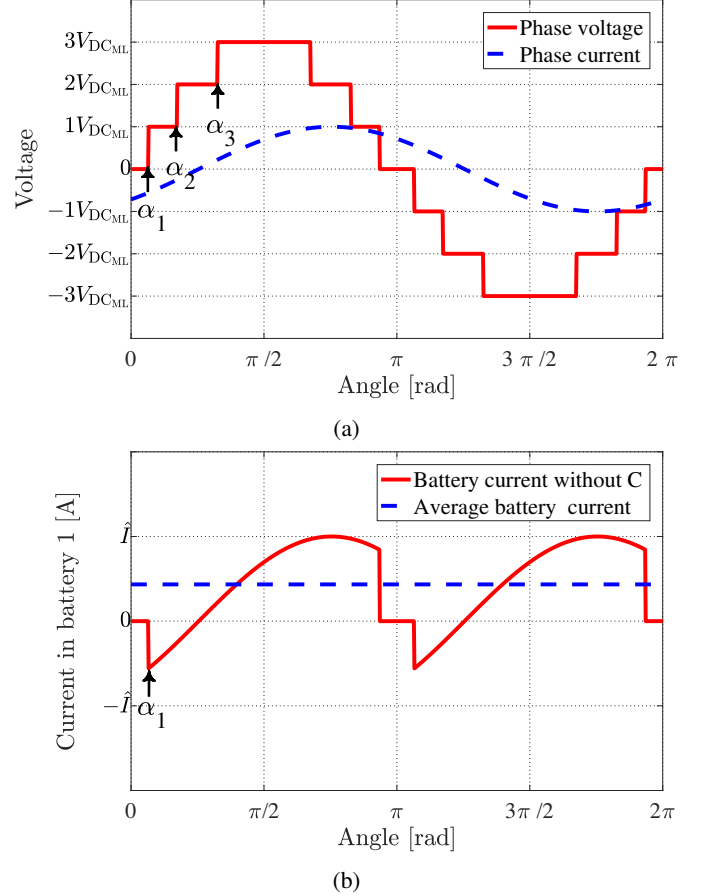 Phase voltage
Phase current
Voltage
3V_DC_ML
2V_DC_ML
1V_DC_ML
0
−1V_DC_ML
−2V_DC_ML
−3V_DC_ML
α_1
α_2
α_3
0
π /2
π
3 π /2
2 π
Angle [rad]
(a)
Battery current without C
Average battery current
Current in battery 1 [A]
Î
0
−Î
α_1
0
π/2
π
3π /2
2π
Angle [rad]
(b)